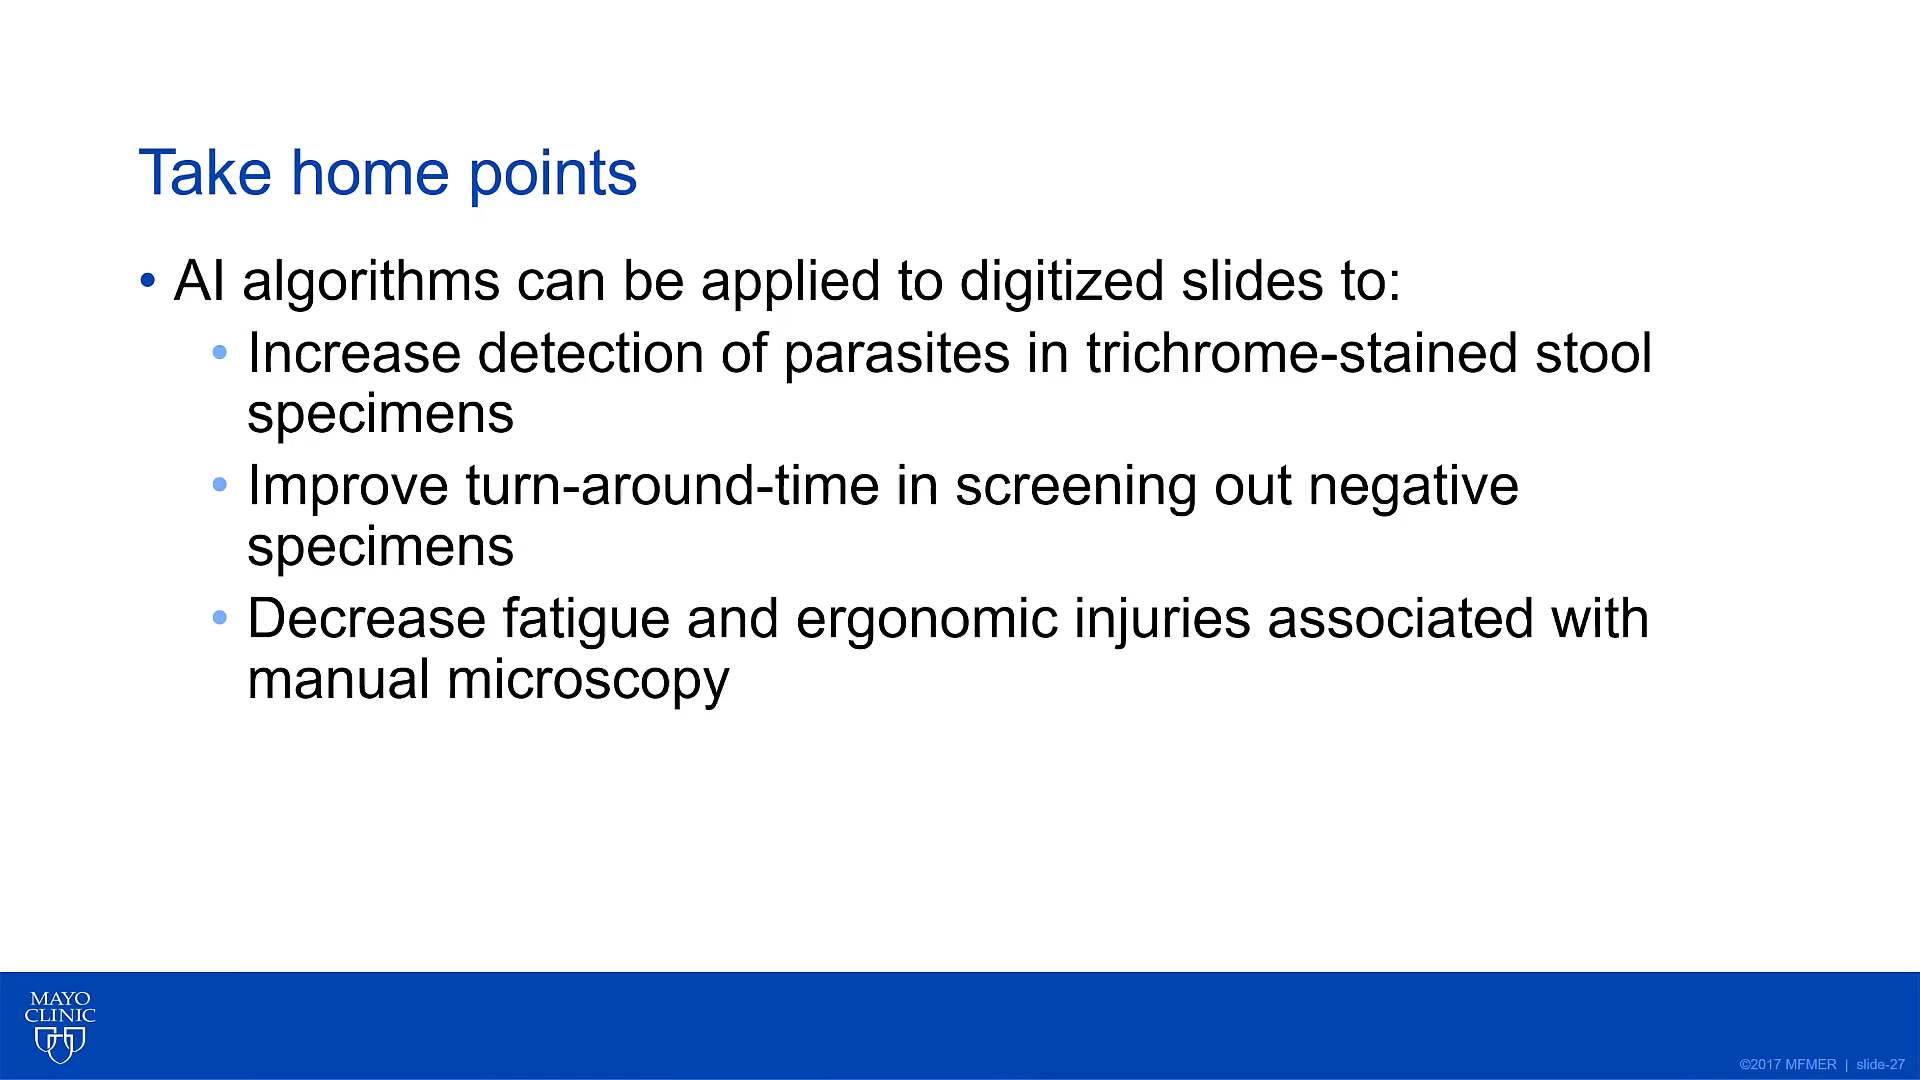 Take home points
• AI algorithms can be applied to digitized slides to:
• Increase detection of parasites in trichrome-stained stool
specimens
• Improve turn-around-time in screening out negative
specimens
• Decrease fatigue and ergonomic injuries associated with
manual microscopy
MAYO
CLINIC
©2017 MFMER | slide-27